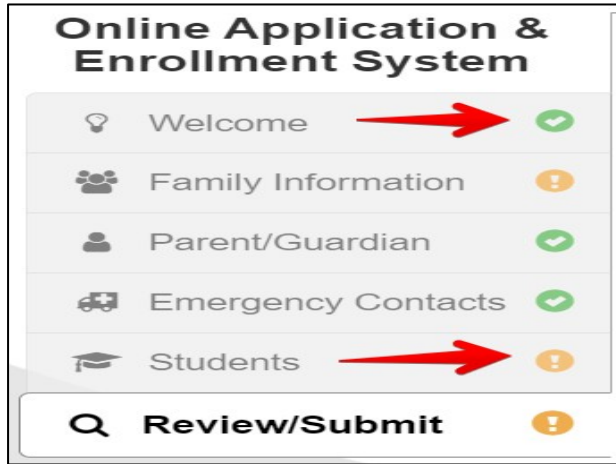 Online Application &
Enrollment System
Welcome
Family Information
Parent/Guardian
Emergency Contacts
Students
Review/Submit